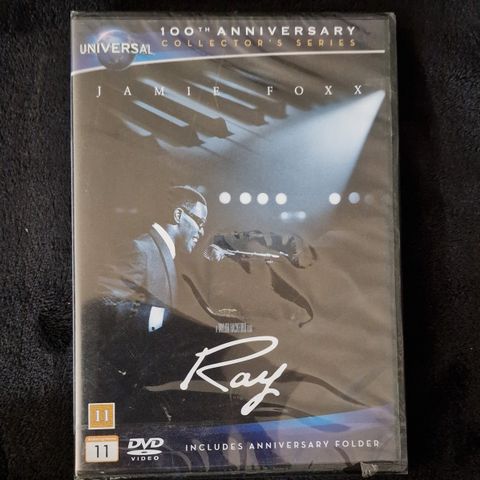 UNIVERSAL
100TH ANNIVERSARY
COLLECTOR'S SERIES
JAMIE FOXX
Ray
11
11
DVD
VIDEO
INCLUDES ANNIVERSARY FOLDER